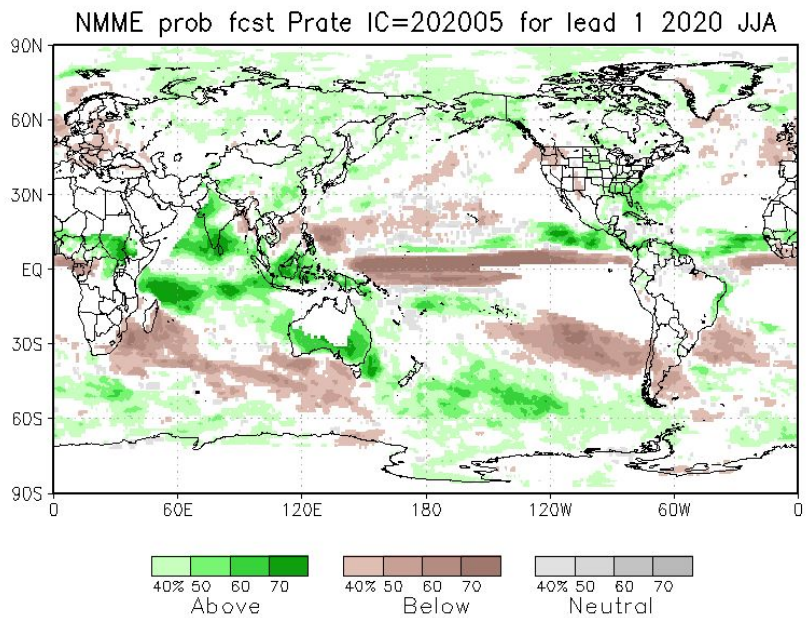 NMME prob fcst Prate IC=202005 for lead 1 2020 JJA
90N
60N
30N
EQ
30S
60S
90S
0 60E 120E 180 120W 60W 0
40% 50 60 70 40% 50 60 70 40% 50 60 70
Above Below Neutral